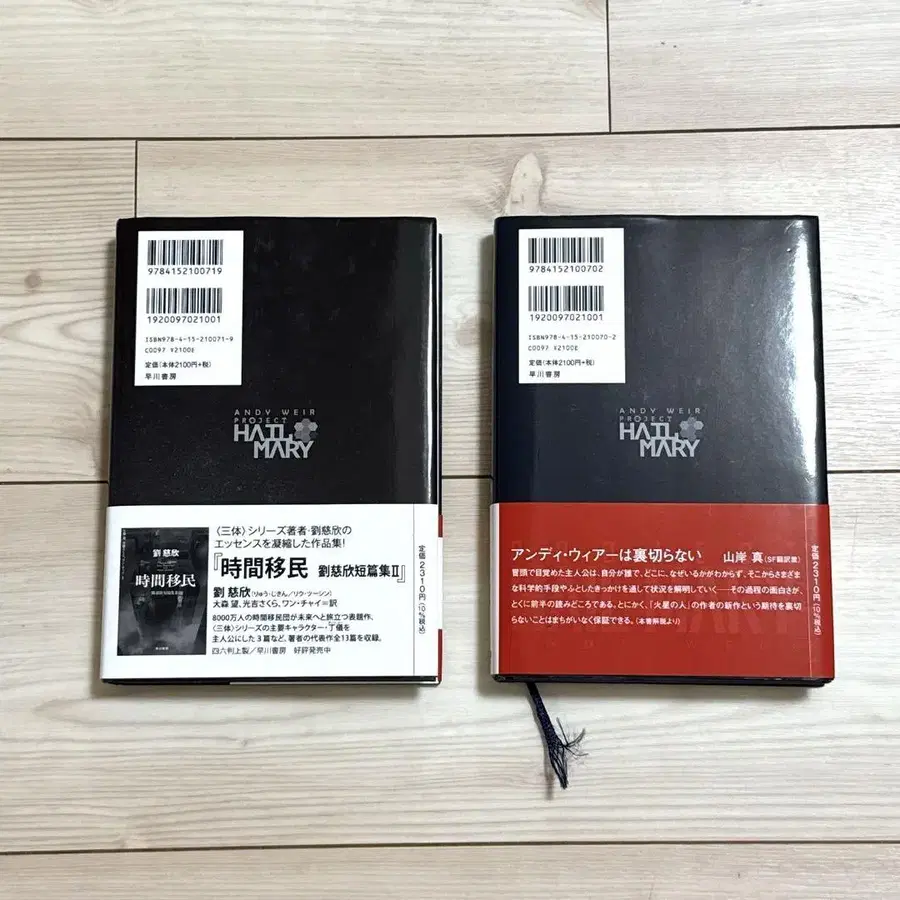 9784152100719
1920097021001
ISBN978-4-15-210071-9
C0097 ¥2100E
定価(本体2100円+税)
早川書房
ANDY WEIR
PROJECT
HAIL
MARY
〈三体〉シリーズ著者・劉慈欣の
エッセンスを凝縮した作品集!
『時間移民 劉慈欣短篇集Ⅱ』
劉 慈欣(りゅう・じきん/リウ・ツーシン)
大森 望、光吉さくら、ワン・チャイ=訳
8000万人の時間移民団が未来へと旅立つ表題作、
〈三体〉シリーズの主要キャラクター・丁儀を
主人公にした3篇など、著者の代表作全13篇を収録。
四六判上製/早川書房 好評発売中
劉慈欣
時間移民
定価2310円(10%税込)
9784152100702
1920097021001
ISBN978-4-15-210070-2
C0097 ¥2100E
定価(本体2100円+税)
早川書房
ANDY WEIR
PROJECT
HAIL
MARY
アンディ・ウィアーは裏切らない 山岸 真(SF翻訳業)
冒頭で目覚めた主人公は、自分が誰で、どこに、なぜいるかがわからず、そこからさまざま
な科学的手段やふとしたきっかけを通して状況を解明していく——その過程の面白さが、
とくに前半の読みどころである。とにかく、『火星の人』の作者の新作という期待を裏切
らないことはまちがいなく保証できる。(本書解説より)
定価2310円(10%税込)